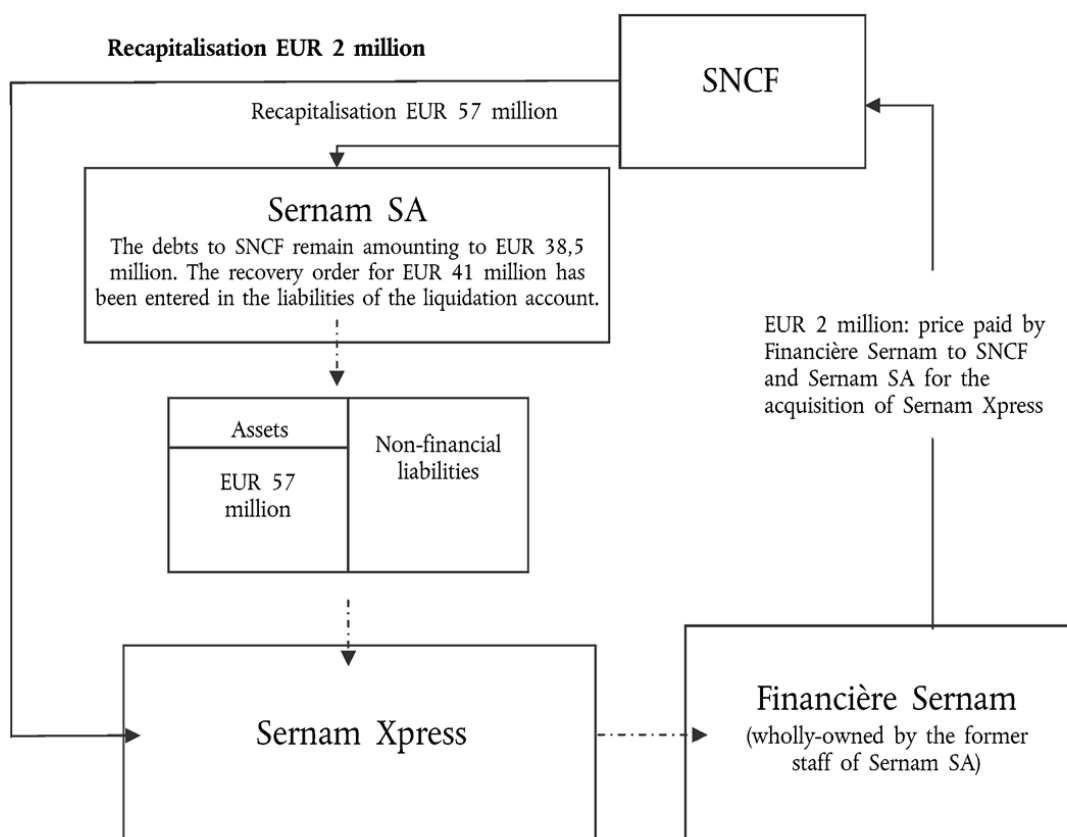 Recapitalisation EUR 2 million
SNCF
Recapitalisation EUR 57 million
Sernam SA
The debts to SNCF remain amounting to EUR 38,5
million. The recovery order for EUR 41 million has
been entered in the liabilities of the liquidation account.
EUR 2 million: price paid by
Financière Sernam to SNCF
and Sernam SA for the
acquisition of Sernam Xpress
Assets
Non-financial
liabilities
EUR 57
million
Sernam Xpress
Financière Sernam
(wholly-owned by the former
staff of Sernam SA)